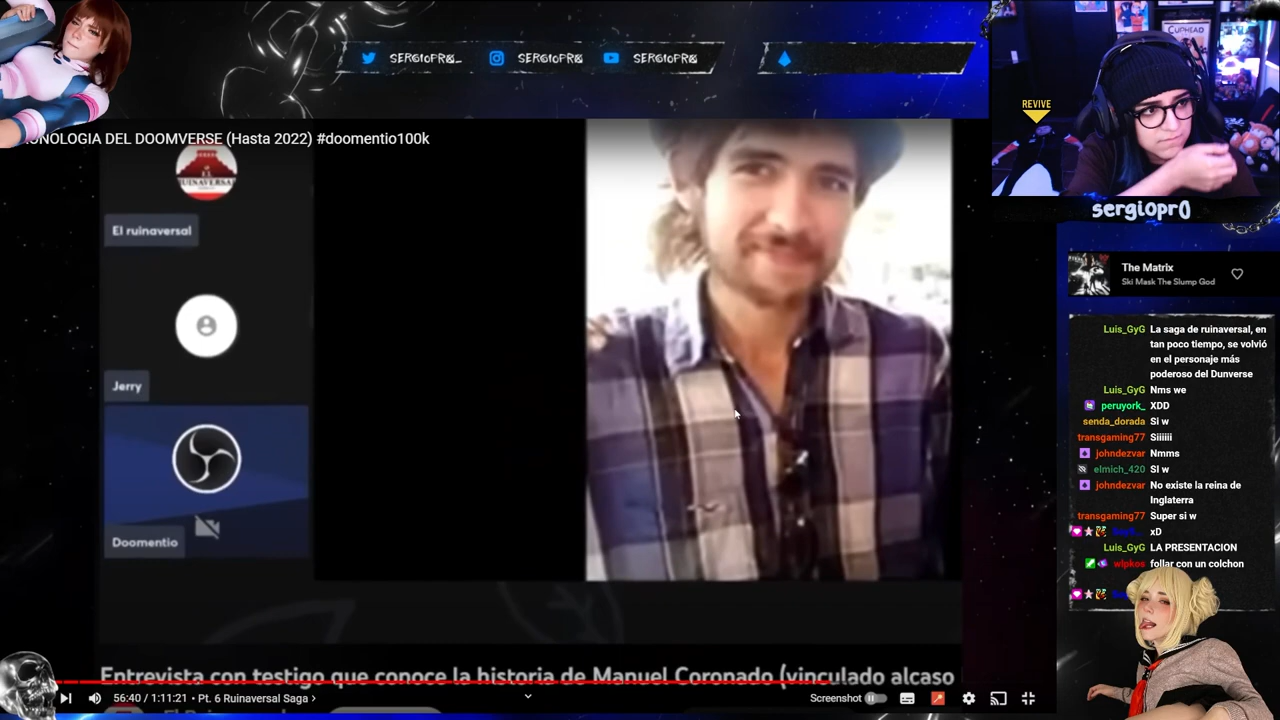 SERGIOPR0_
SERGIOPR0
SERGIOPR0
CUPHEAD
REVIVE
NOLOGIA DEL DOOMVERSE (Hasta 2022) #doomentio100k
El ruinaversal
Jerry
Doomentio
Entrevista con testigo que conoce la historia de Manuel Coronado (vinculado alcaso
56:40 / 1:11:21 • Pt. 6 Ruinaversal Saga >
Screenshot
sergiopr0
The Matrix
Ski Mask The Slump God
Luis_GyG La saga de ruinaversal, en
tan poco tiempo, se volvió
en el personaje más
poderoso del Dunverse
Luis_GyG Nms we
peruyork_ XDD
senda_dorada Si w
transgaming77 Siiiiii
johndezvar Nmms
elmich_420 SI w
johndezvar No existe la reina de
Inglaterra
transgaming77 Super si w
xD
Luis_GyG LA PRESENTACION
wlpkos follar con un colchon